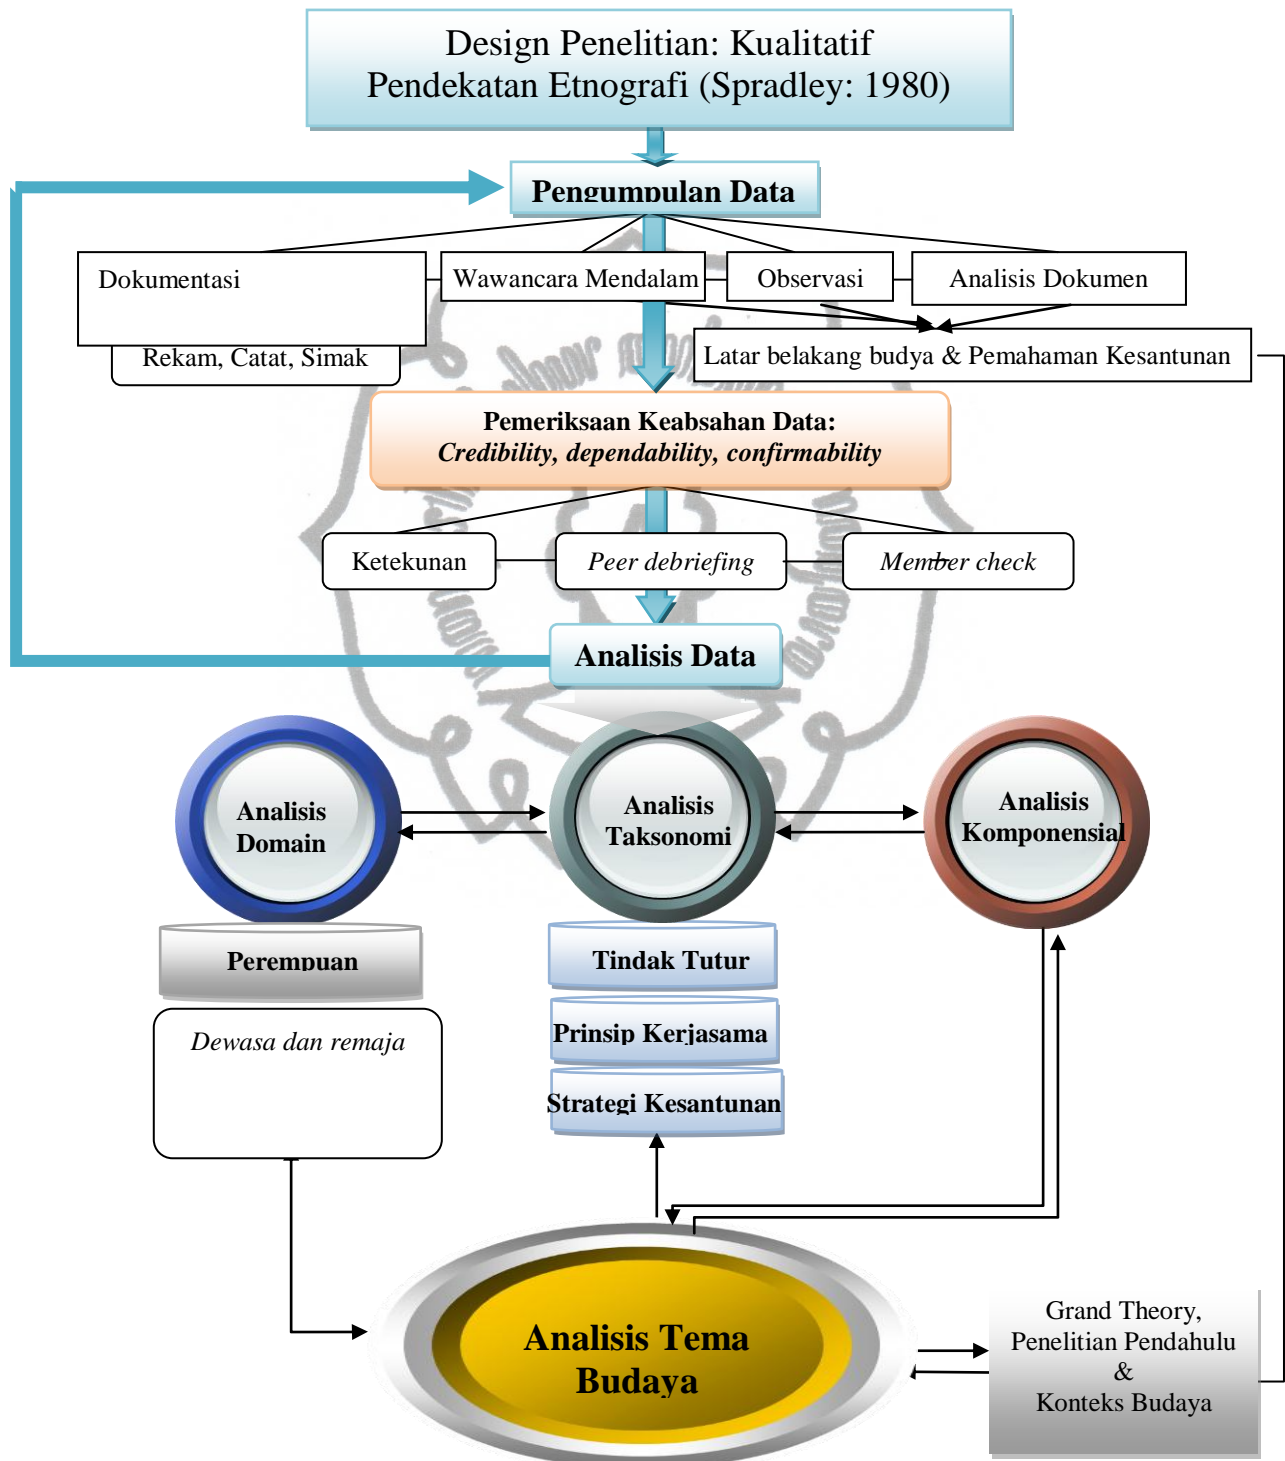 Design Penelitian: Kualitatif
Pendekatan Etnografi (Spradley: 1980)
Pengumpulan Data
Dokumentasi
Wawancara Mendalam
Observasi
Analisis Dokumen
Rekam, Catat, Simak
Latar belakang budya & Pemahaman Kesantunan
Pemeriksaan Keabsahan Data:
Credibility, dependability, confirmability
Ketekunan
Peer debriefing
Member check
Analisis Data
Analisis
Domain
Analisis
Taksonomi
Analisis
Komponensial
Perempuan
Tindak Tutur
Dewasa dan remaja
Prinsip Kerjasama
Strategi Kesantunan
Analisis Tema
Budaya
Grand Theory,
Penelitian Pendahulu
&
Konteks Budaya